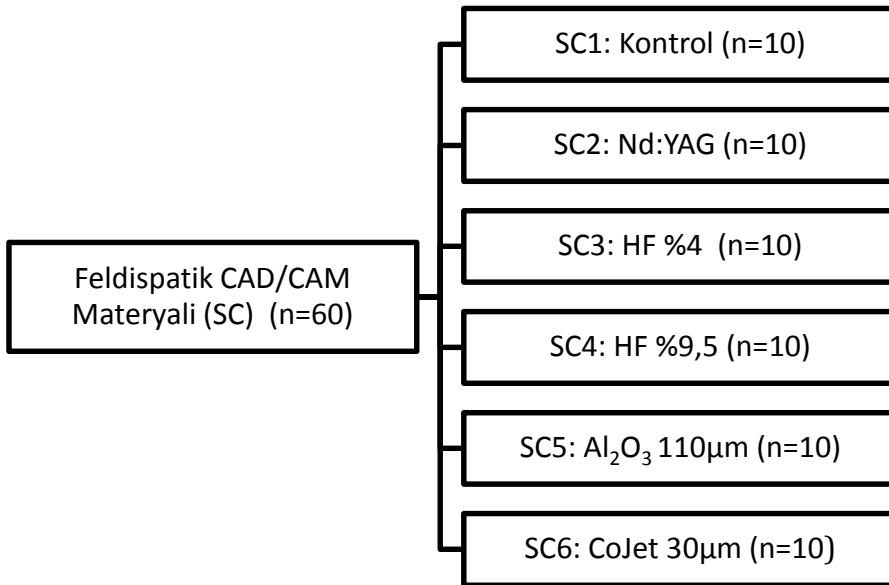 SC1: Kontrol (n=10)
SC2: Nd:YAG (n=10)
SC3: HF %4 (n=10)
Feldispatik CAD/CAM
Materyali (SC) (n=60)
SC4: HF %9,5 (n=10)
SC5: Al₂O₃ 110µm (n=10)
SC6: CoJet 30µm (n=10)